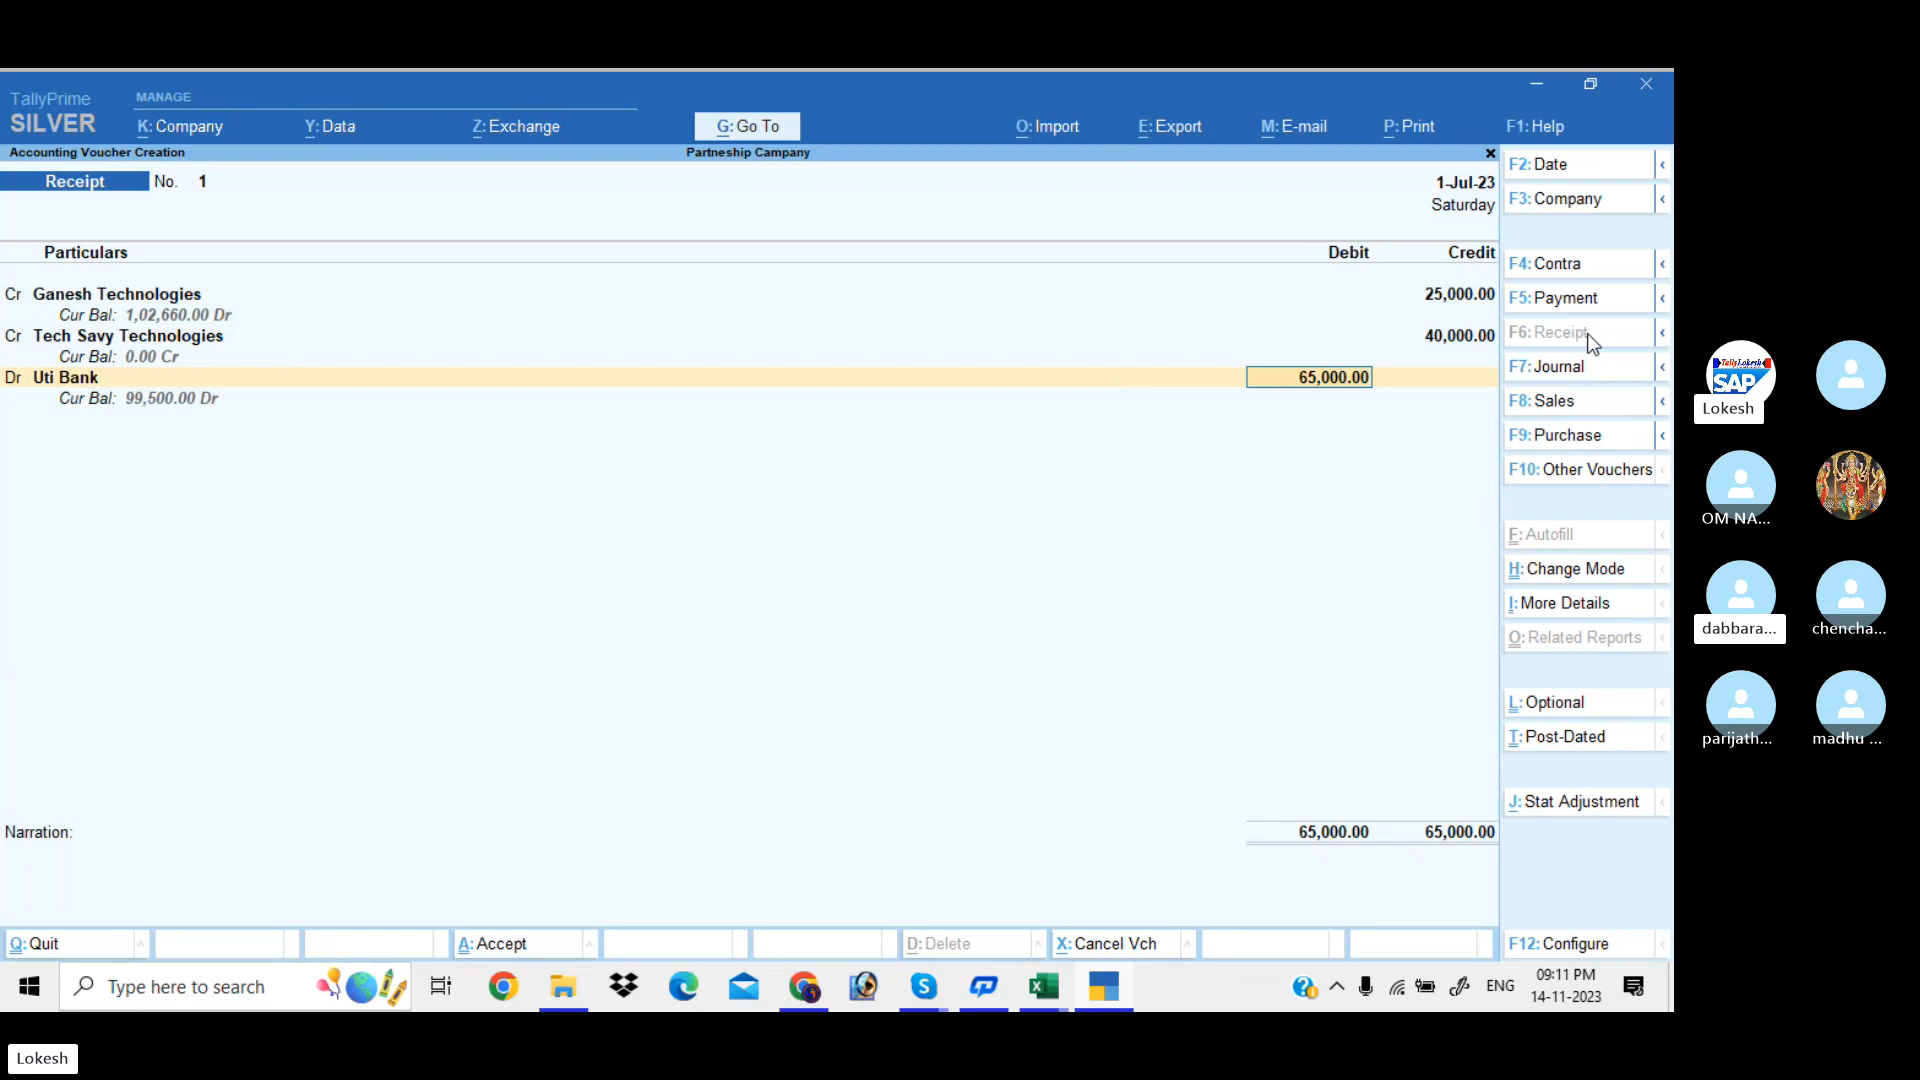 TallyPrime
SILVER
MANAGE
K: Company
Y: Data
Z: Exchange
G: Go To
O: Import
E: Export
M: E-mail
P: Print
F1: Help
Accounting Voucher Creation
Partneship Campany
Receipt No. 1
1-Jul-23
Saturday
Particulars Debit Credit
Cr Ganesh Technologies 25,000.00
Cur Bal: 1,02,660.00 Dr
Cr Tech Savy Technologies 40,000.00
Cur Bal: 0.00 Cr
Dr Uti Bank 65,000.00
Cur Bal: 99,500.00 Dr
Narration: 65,000.00 65,000.00
F2: Date
F3: Company
F4: Contra
F5: Payment
F6: Receipt
F7: Journal
F8: Sales
F9: Purchase
F10: Other Vouchers
F: Autofill
H: Change Mode
I: More Details
O: Related Reports
L: Optional
T: Post-Dated
J: Stat Adjustment
F12: Configure
Q: Quit
A: Accept
D: Delete
X: Cancel Vch
Type here to search
ENG
09:11 PM
14-11-2023
TallyLokesh
SAP
Lokesh
OM NA...
dabbara...
chencha...
parijath...
madhu ...
Lokesh